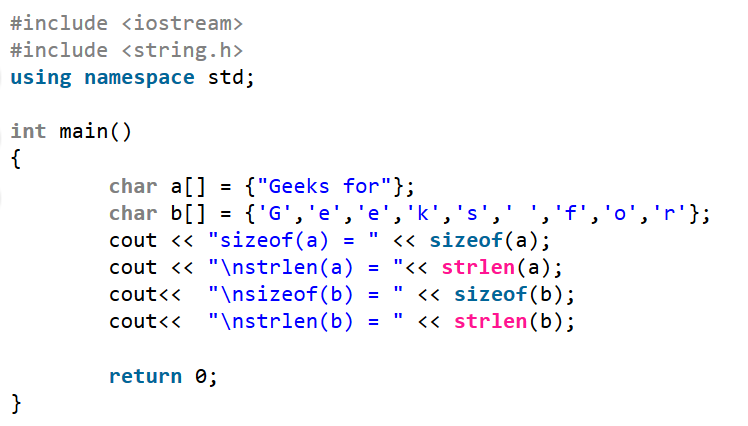 #include <iostream>
#include <string.h>
using namespace std;

int main()
{
        char a[] = {"Geeks for"};
        char b[] = {'G','e','e','k','s',' ','f','o','r'};
        cout << "sizeof(a) = " << sizeof(a);
        cout << "\nstrlen(a) = "<< strlen(a);
        cout<<  "\nsizeof(b) = " << sizeof(b);
        cout<<  "\nstrlen(b) = " << strlen(b);

        return 0;
}